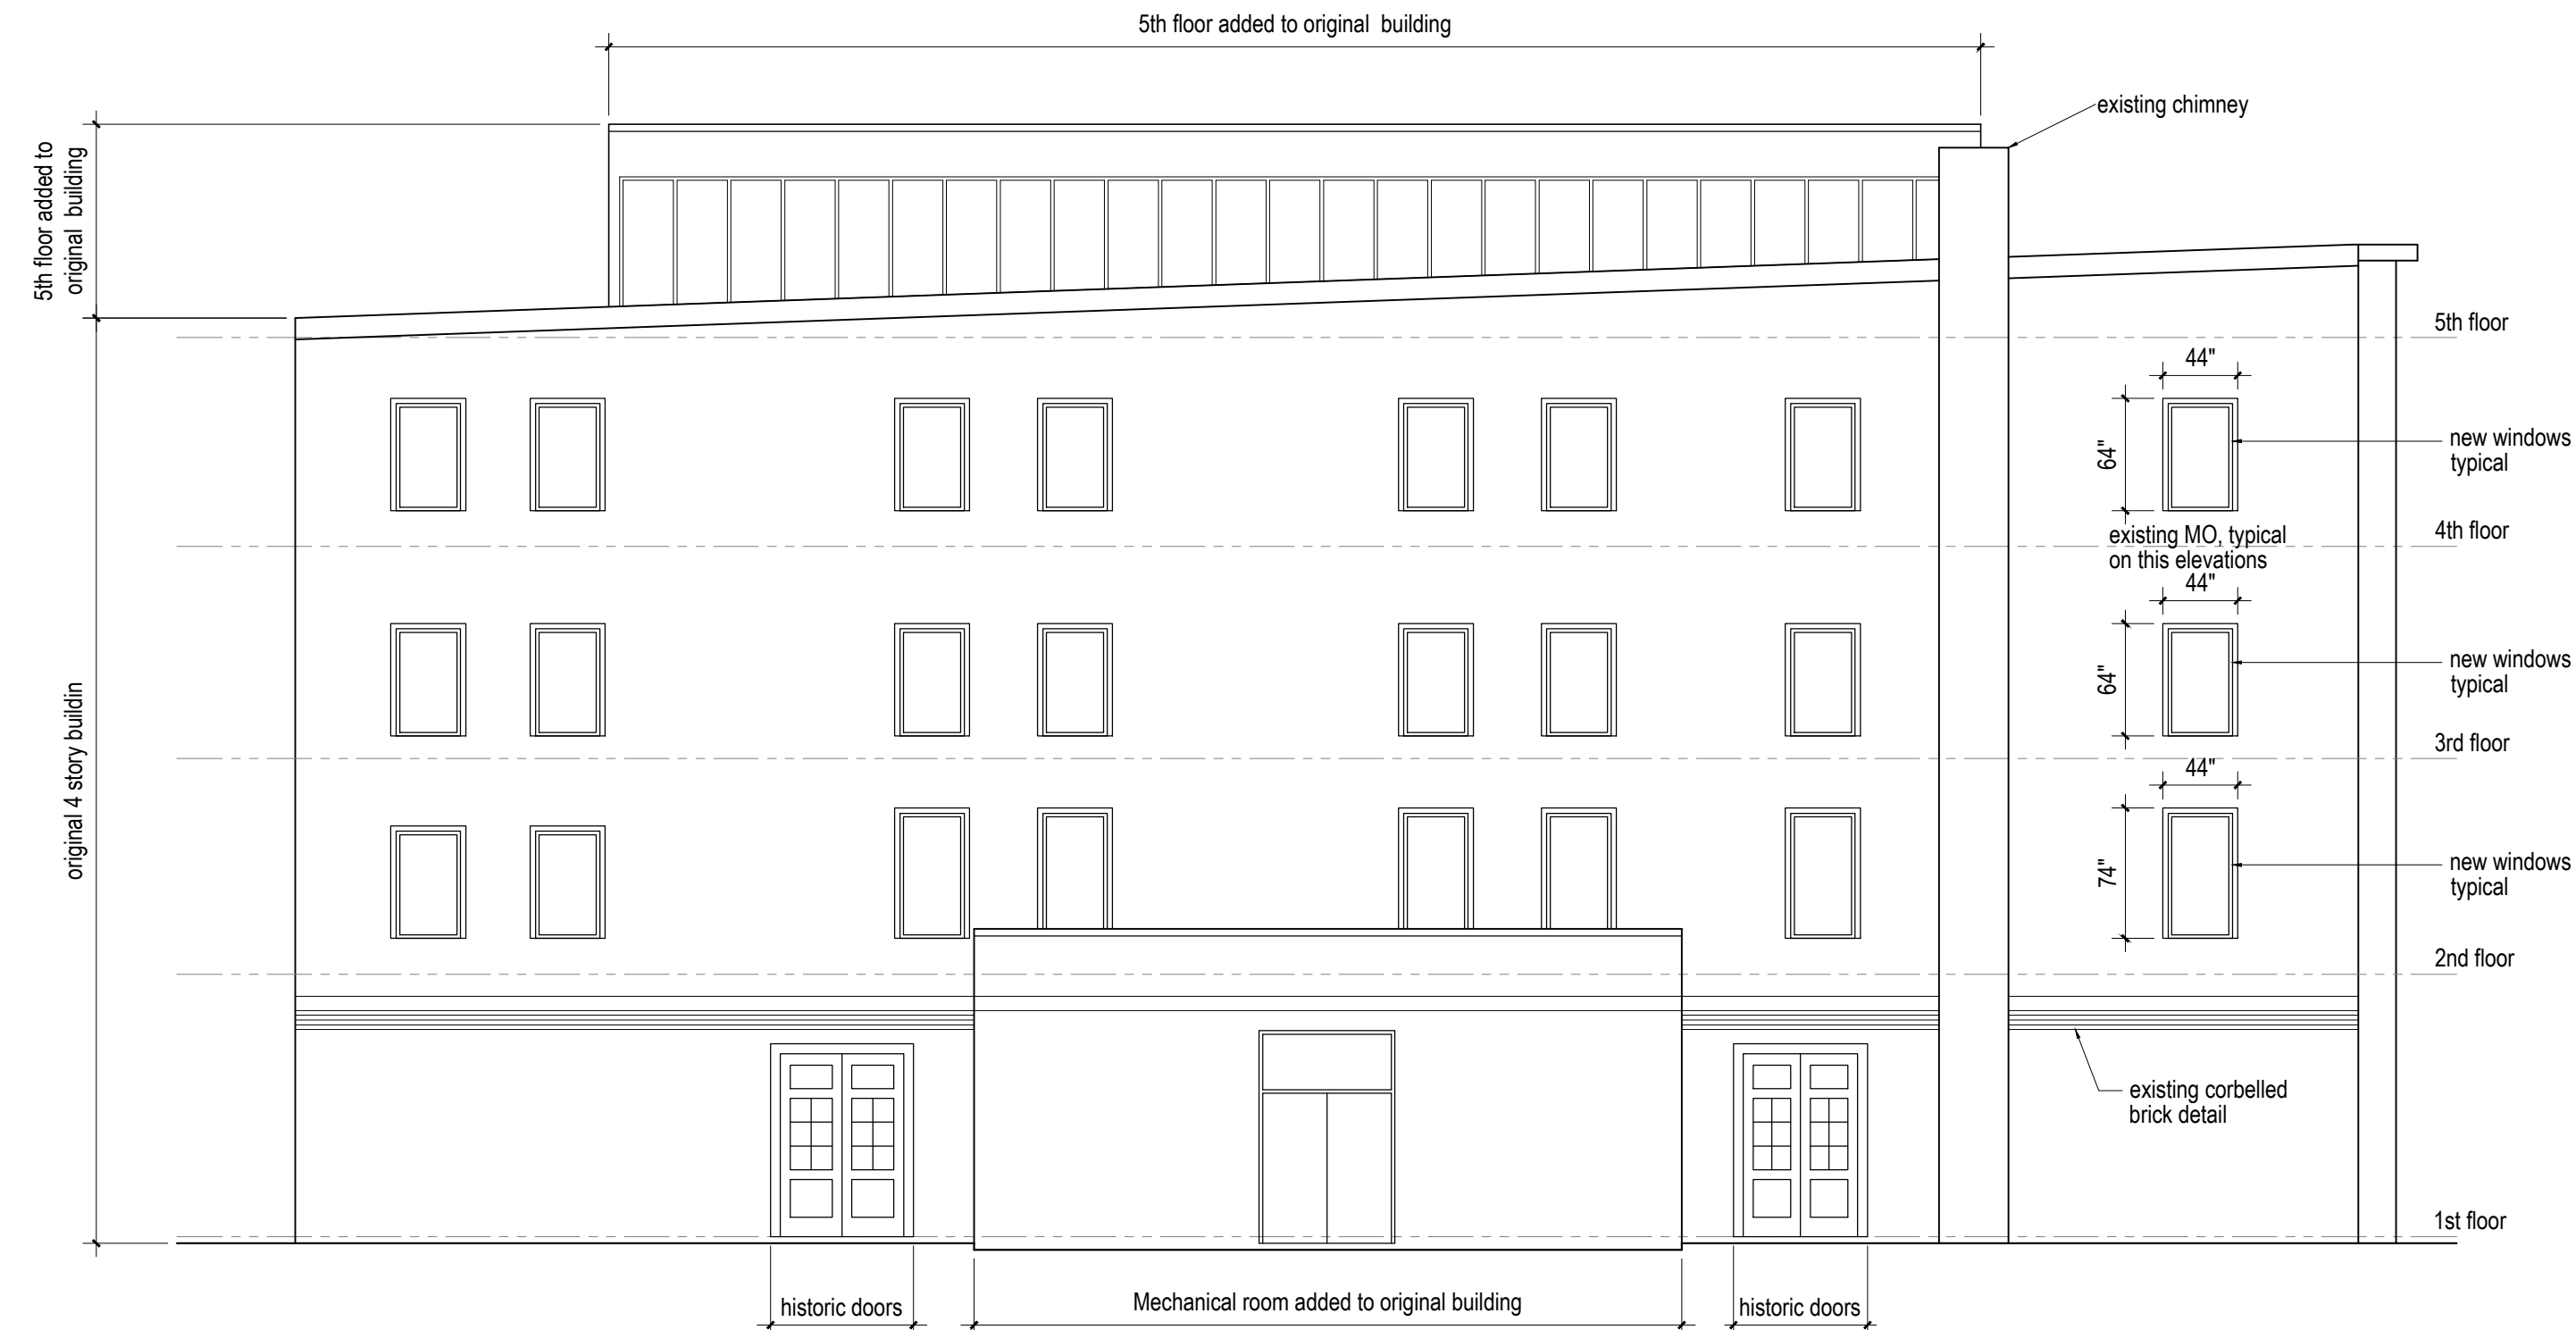 5th floor added to original  building
existing chimney
5th floor added to
original  building
5th floor
44"
64"
new windows
typical
4th floor
existing MO, typical
on this elevations
44"
64"
new windows
typical
original 4 story buildin
3rd floor
44"
74"
new windows
typical
2nd floor
existing corbelled
brick detail
1st floor
historic doors
Mechanical room added to original building
historic doors